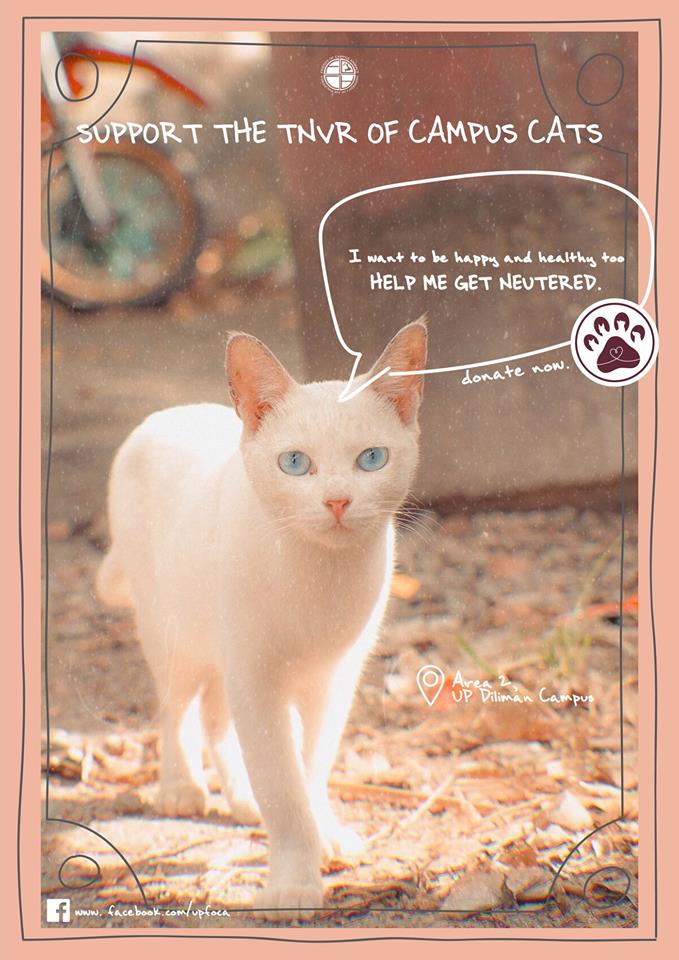 SUPPORT THE TNVR OF CAMPUS CATS
I want to be happy and healthy too
HELP ME GET NEUTERED.
donate now.
Area 2,
UP Diliman Campus
f www.facebook.com/upfoca